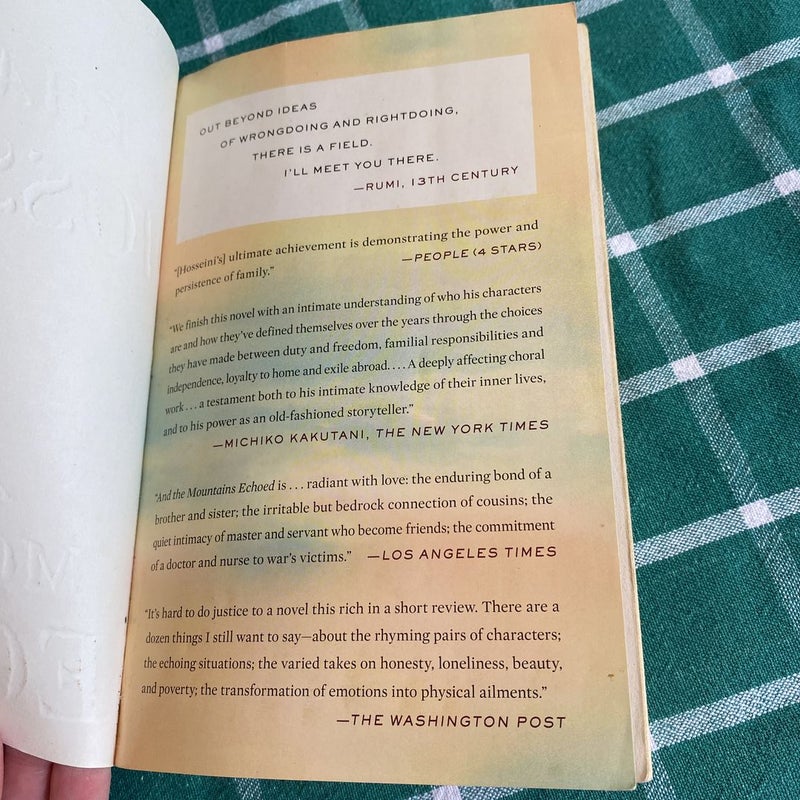 OUT BEYOND IDEAS
OF WRONGDOING AND RIGHTDOING,
THERE IS A FIELD.
I'LL MEET YOU THERE.
—RUMI, 13TH CENTURY
"[Hosseini's] ultimate achievement is demonstrating the power and
persistence of family."
—PEOPLE (4 STARS)
"We finish this novel with an intimate understanding of who his characters
are and how they've defined themselves over the years through the choices
they have made between duty and freedom, familial responsibilities and
independence, loyalty to home and exile abroad.... A deeply affecting choral
work . . . a testament both to his intimate knowledge of their inner lives,
and to his power as an old-fashioned storyteller."
—MICHIKO KAKUTANI, THE NEW YORK TIMES
"And the Mountains Echoed is . . . radiant with love: the enduring bond of a
brother and sister; the irritable but bedrock connection of cousins; the
quiet intimacy of master and servant who become friends; the commitment
of a doctor and nurse to war's victims." —LOS ANGELES TIMES
"It's hard to do justice to a novel this rich in a short review. There are a
dozen things I still want to say—about the rhyming pairs of characters;
the echoing situations; the varied takes on honesty, loneliness, beauty,
and poverty; the transformation of emotions into physical ailments."
—THE WASHINGTON POST